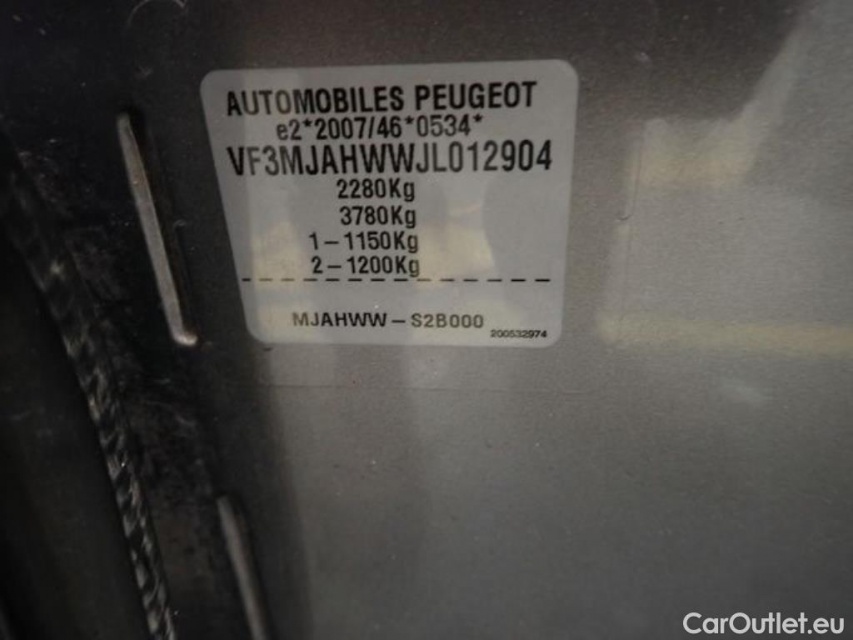 AUTOMOBILES PEUGEOT
e2*2007/46*0534*
VF3MJAHWWJL012904
2280Kg
3780Kg
1-1150Kg
2-1200Kg
MJAHWW-S2B000
200532974
CarOutlet.eu